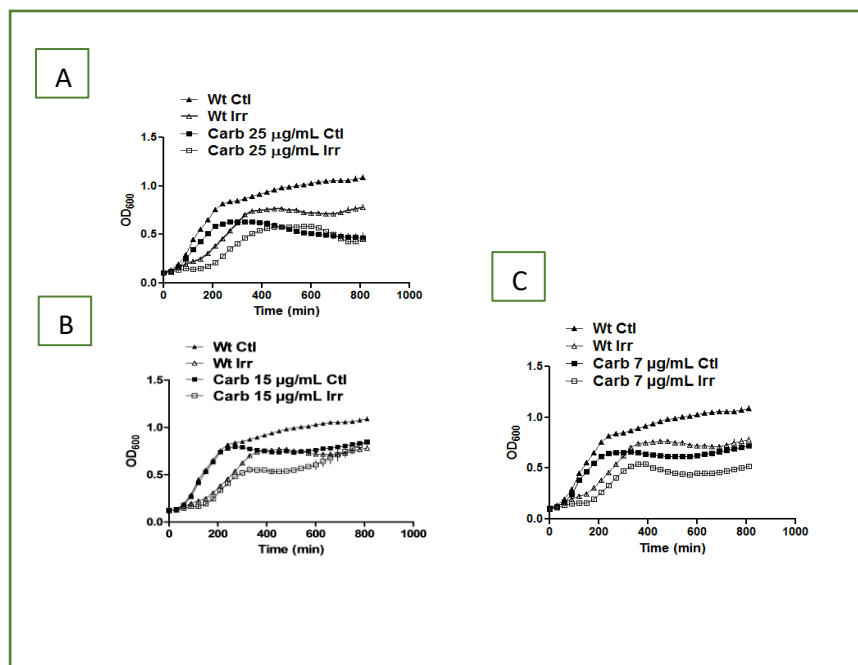 A
Wt Ctl
Wt Irr
Carb 25 μg/mL Ctl
Carb 25 μg/mL Irr
1.5
1.0
0.5
0.0
OD600
0 200 400 600 800 1000
Time (min)
B
Wt Ctl
Wt Irr
Carb 15 μg/mL Ctl
Carb 15 μg/mL Irr
1.5
1.0
0.5
0.0
OD600
0 200 400 600 800 1000
Time (min)
C
Wt Ctl
Wt Irr
Carb 7 μg/mL Ctl
Carb 7 μg/mL Irr
1.5
1.0
0.5
0.0
OD600
0 200 400 600 800 1000
Time (min)